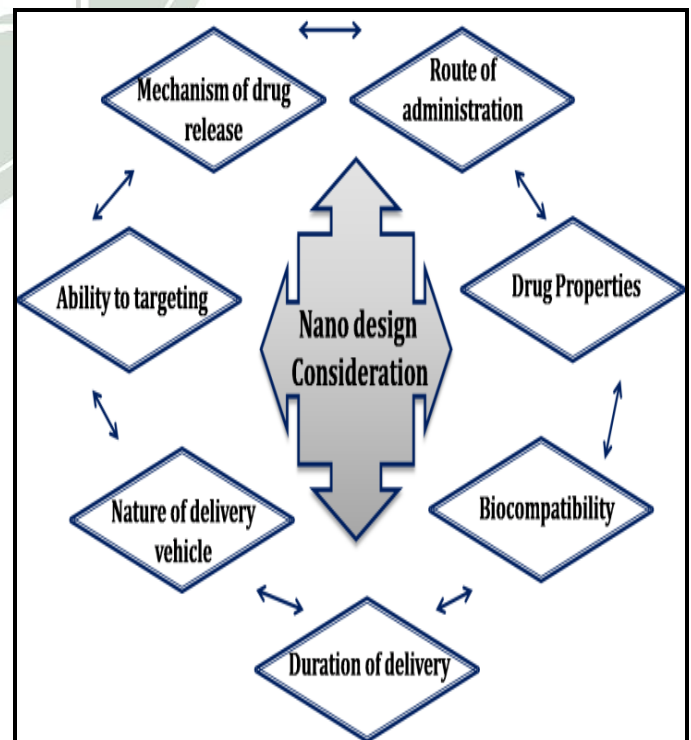 Mechanism of drug
release
Route of
administration
Ability to targeting
Drug Properties
Nano design
Consideration
Nature of delivery
vehicle
Biocompatibility
Duration of delivery